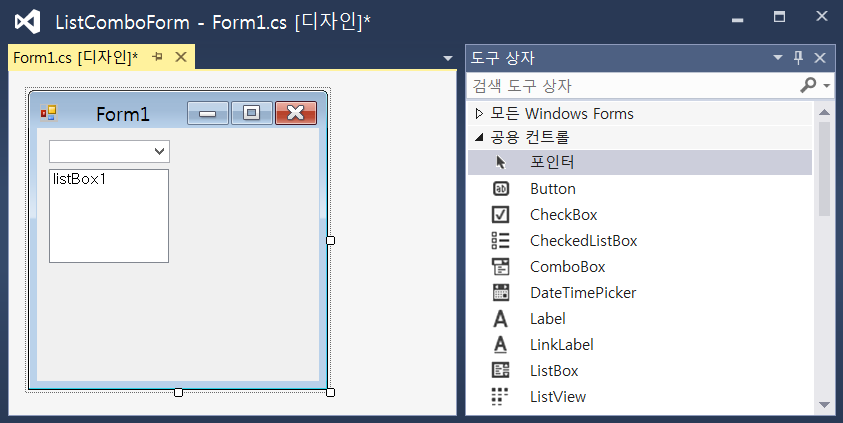 ListComboForm - Form1.cs [디자인]*
Form1.cs [디자인]*
Form1
listBox1
도구 상자
검색 도구 상자
모든 Windows Forms
공용 컨트롤
포인터
Button
CheckBox
CheckedListBox
ComboBox
DateTimePicker
Label
LinkLabel
ListBox
ListView